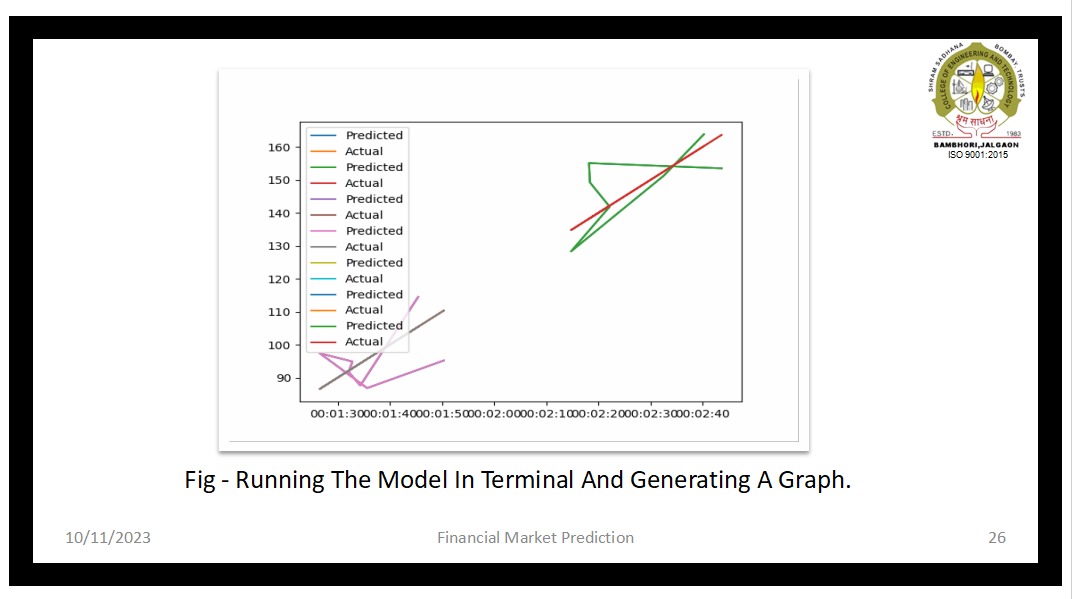 SHRAM SADHANA BOMBAY TRUSTS
COLLEGE OF ENGINEERING AND TECHNOLOGY
श्रम साधना
ESTD. 1983
BAMBHORI,JALGAON
ISO 9001:2015
Predicted
Actual
Predicted
Actual
Predicted
Actual
Predicted
Actual
Predicted
Actual
Predicted
Actual
Predicted
Actual
160
150
140
130
120
110
100
90
00:01:30 00:01:40 00:01:50 00:02:00 00:02:10 00:02:20 00:02:30 00:02:40
Fig - Running The Model In Terminal And Generating A Graph.
10/11/2023 Financial Market Prediction 26